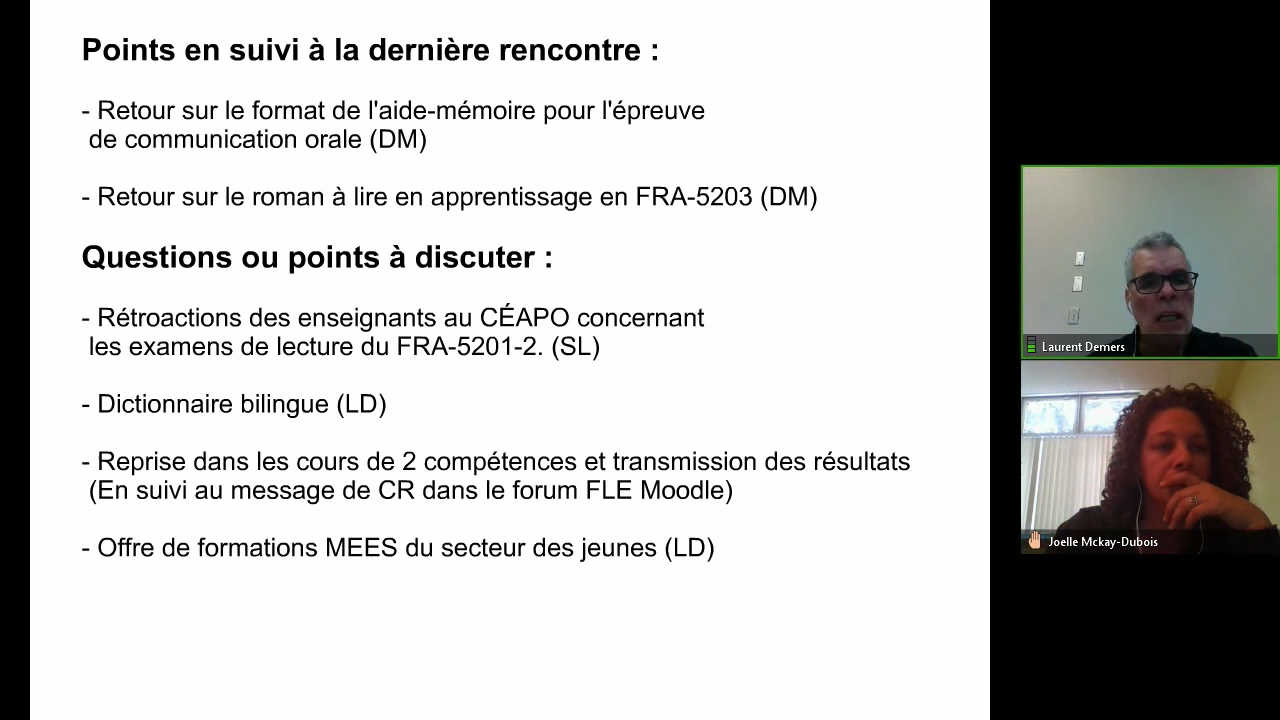 Points en suivi à la dernière rencontre :
- Retour sur le format de l'aide-mémoire pour l'épreuve
de communication orale (DM)
- Retour sur le roman à lire en apprentissage en FRA-5203 (DM)
Questions ou points à discuter :
- Rétroactions des enseignants au CÉAPO concernant
les examens de lecture du FRA-5201-2. (SL)
- Dictionnaire bilingue (LD)
- Reprise dans les cours de 2 compétences et transmission des résultats
(En suivi au message de CR dans le forum FLE Moodle)
- Offre de formations MEES du secteur des jeunes (LD)
Laurent Demers
Joelle Mckay-Dubois